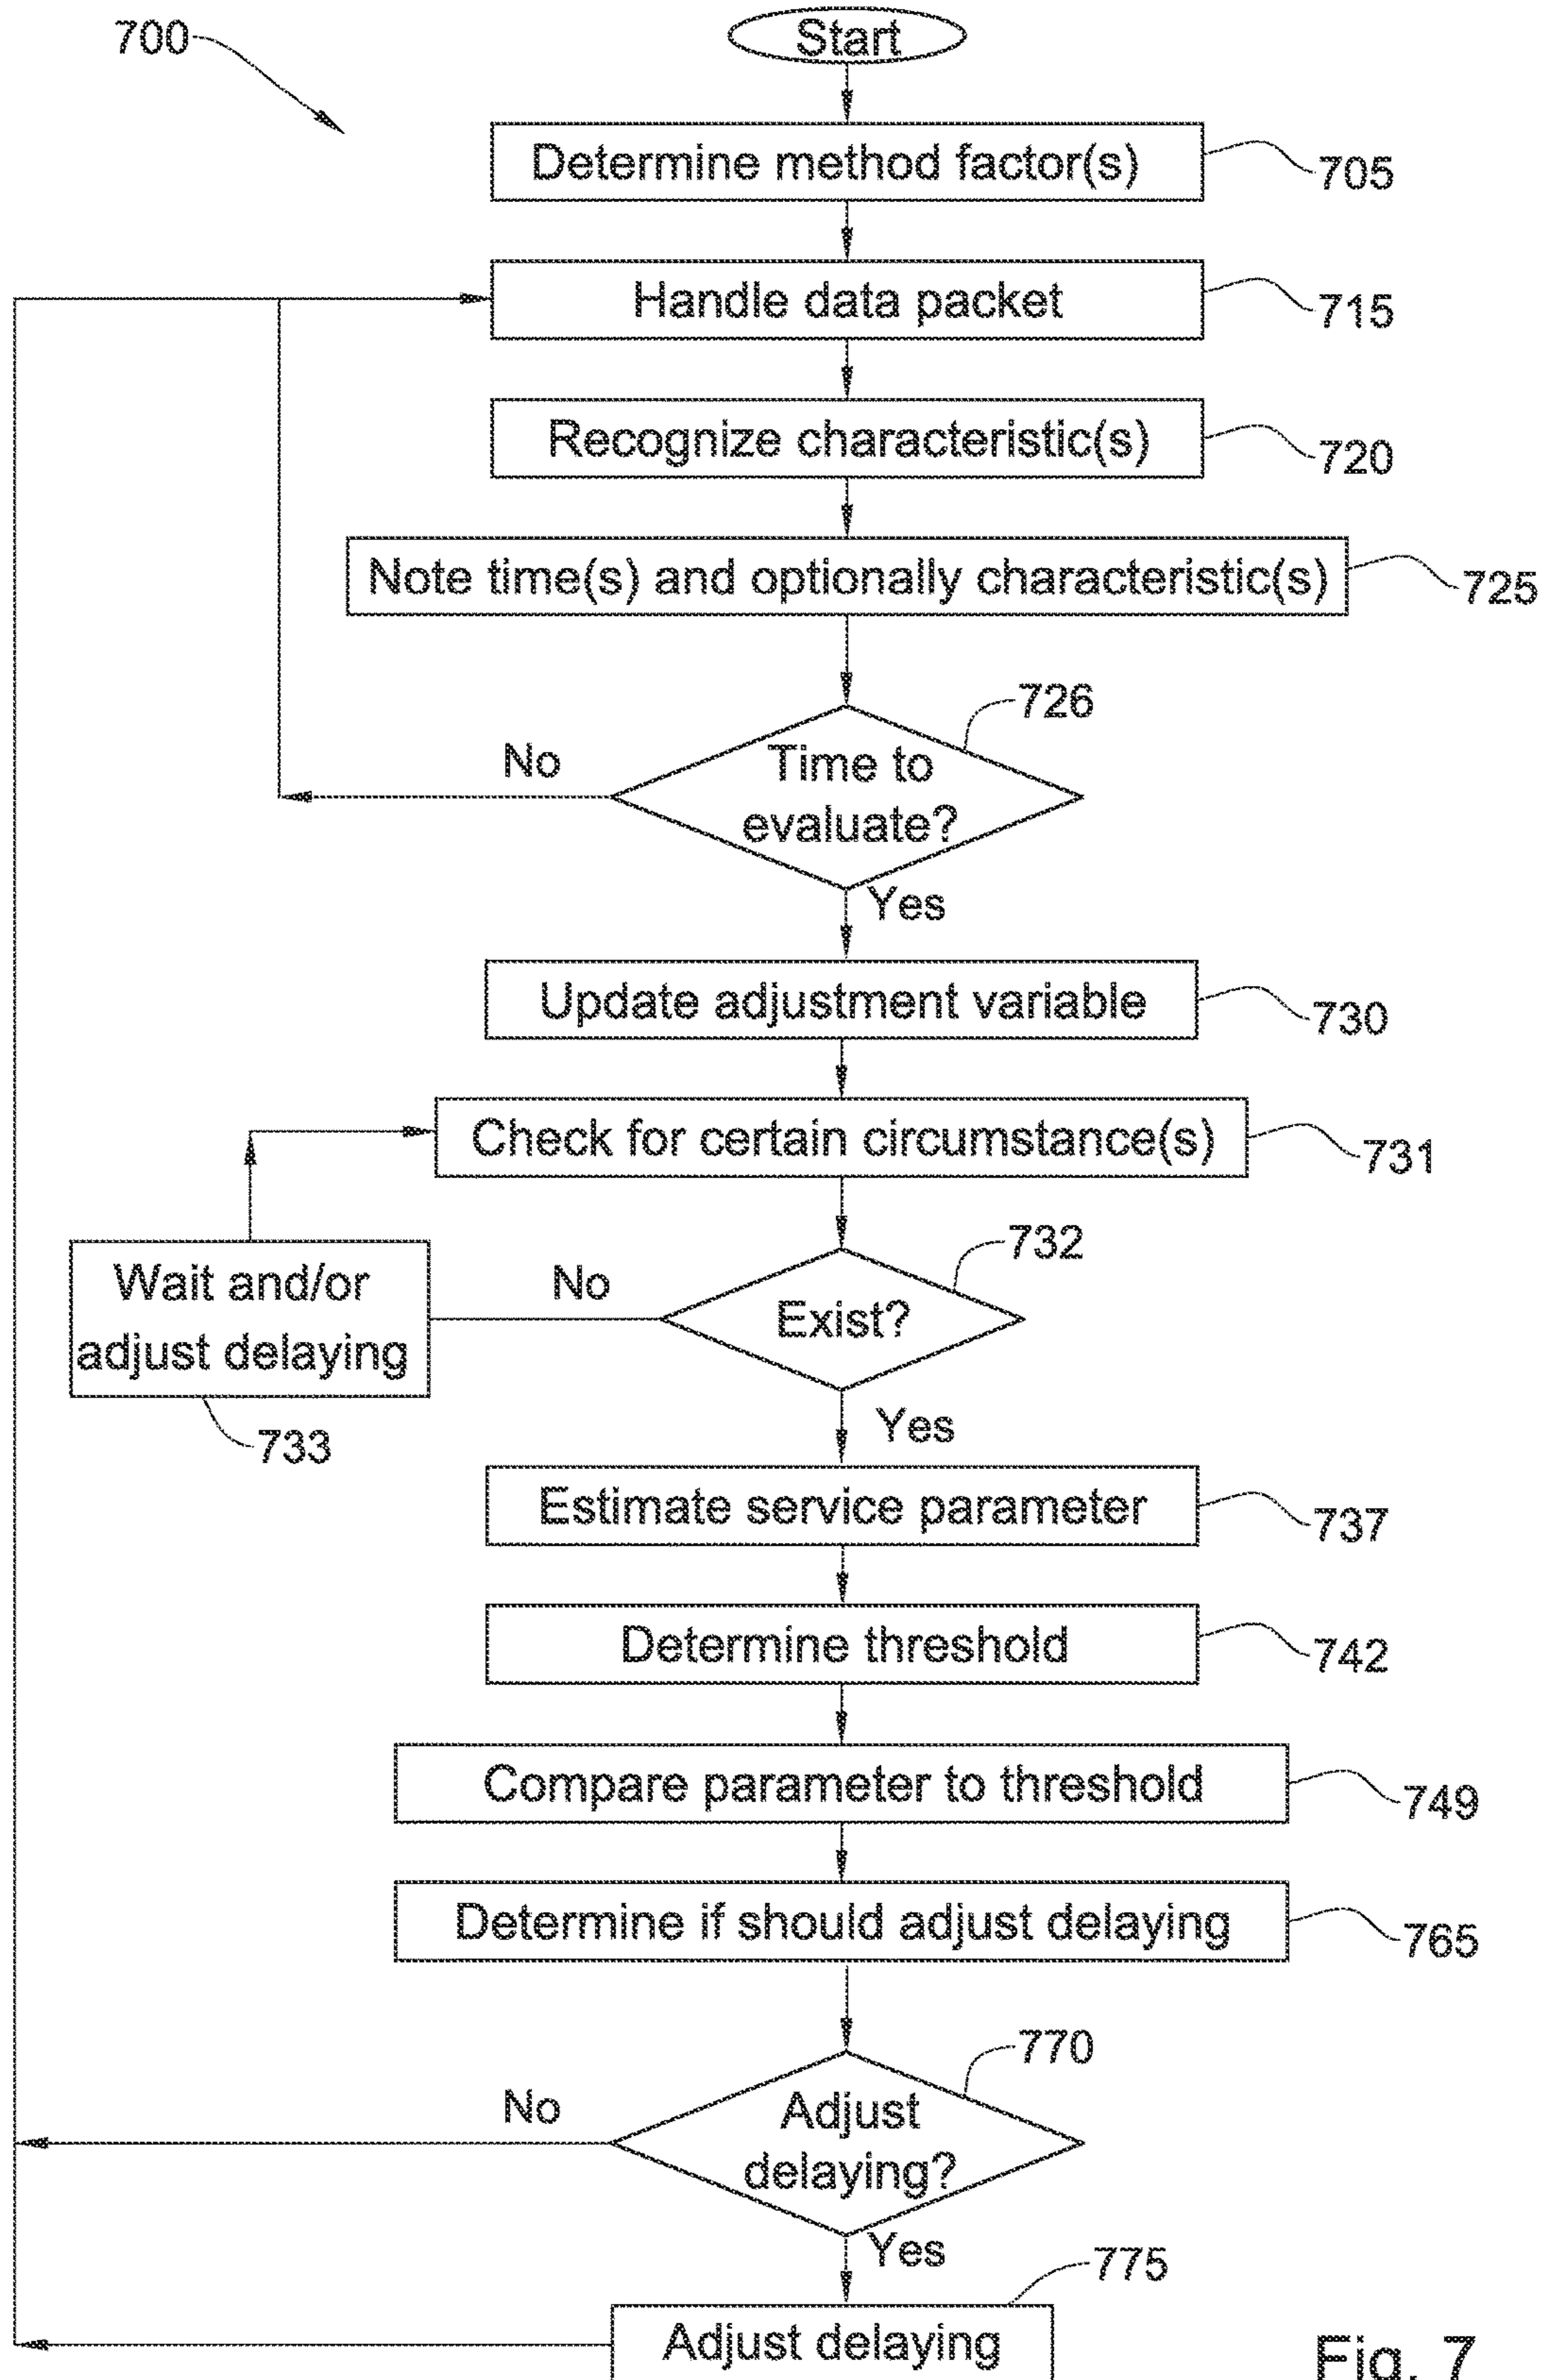 700
Start
Determine method factor(s)
705
Handle data packet
715
Recognize characteristic(s)
720
Note time(s) and optionally characteristic(s)
725
726
No
Time to
evaluate?
Yes
Update adjustment variable
730
Check for certain circumstance(s)
731
732
Wait and/or
adjust delaying
No
Exist?
733
Yes
Estimate service parameter
737
Determine threshold
742
Compare parameter to threshold
749
Determine if should adjust delaying
765
770
No
Adjust
delaying?
Yes
775
Adjust delaying
Fig. 7